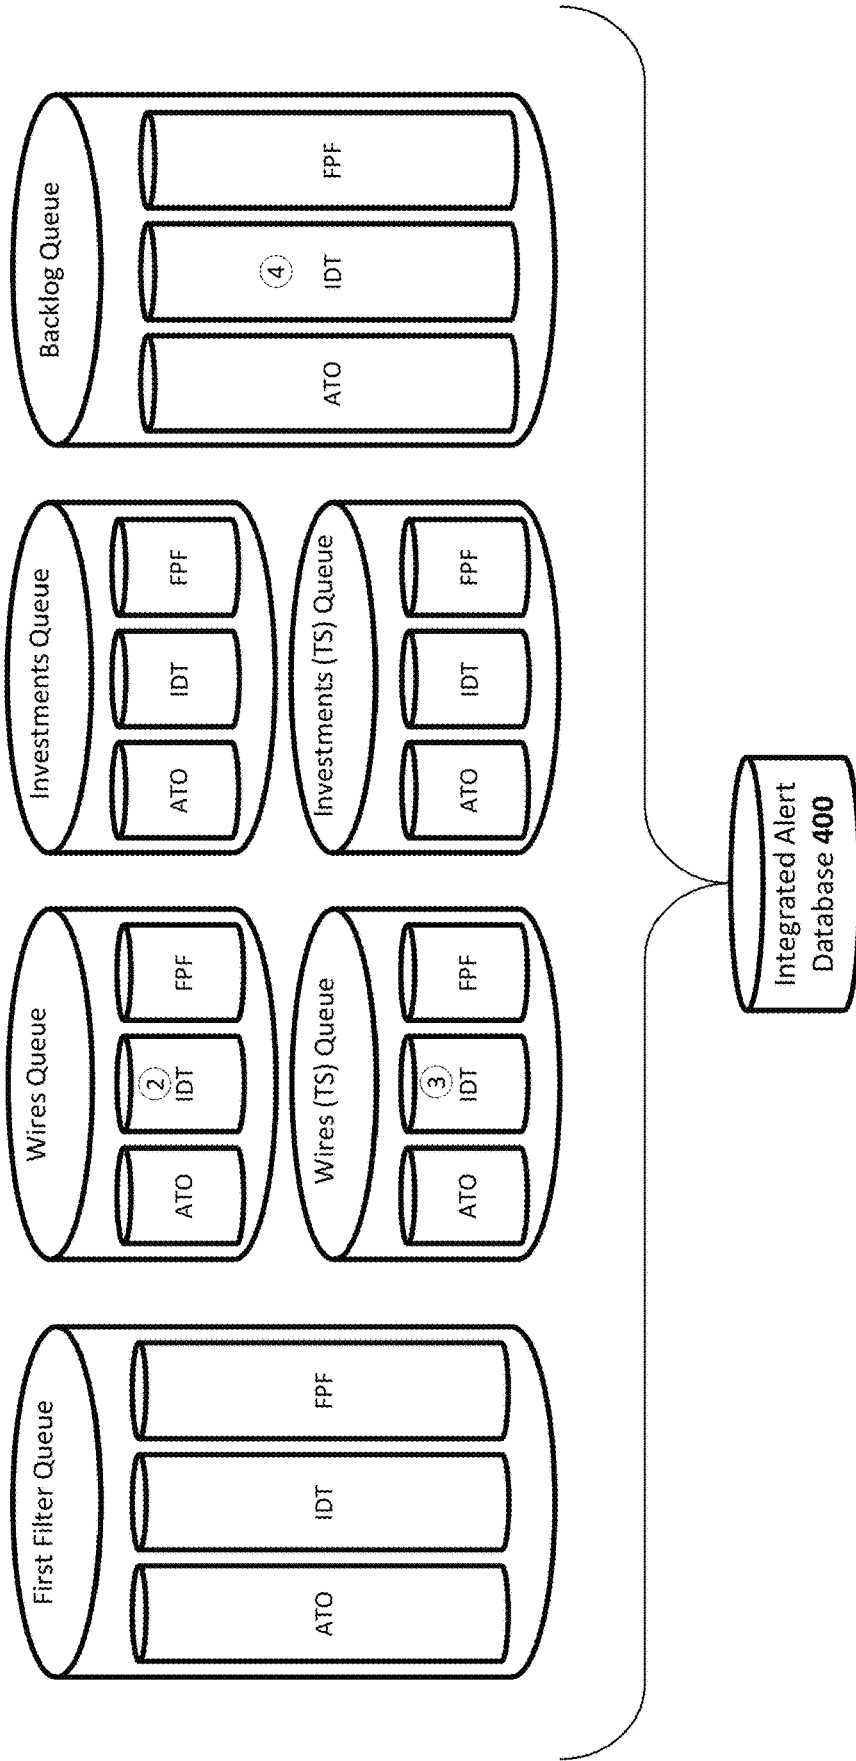 First Filter Queue
ATO
IDT
FPF
Wires Queue
ATO
2
IDT
FPF
Wires (TS) Queue
ATO
3
IDT
FPF
Investments Queue
ATO
IDT
FPF
Investments (TS) Queue
ATO
IDT
FPF
Backlog Queue
ATO
4
IDT
FPF
Integrated Alert
Database 400